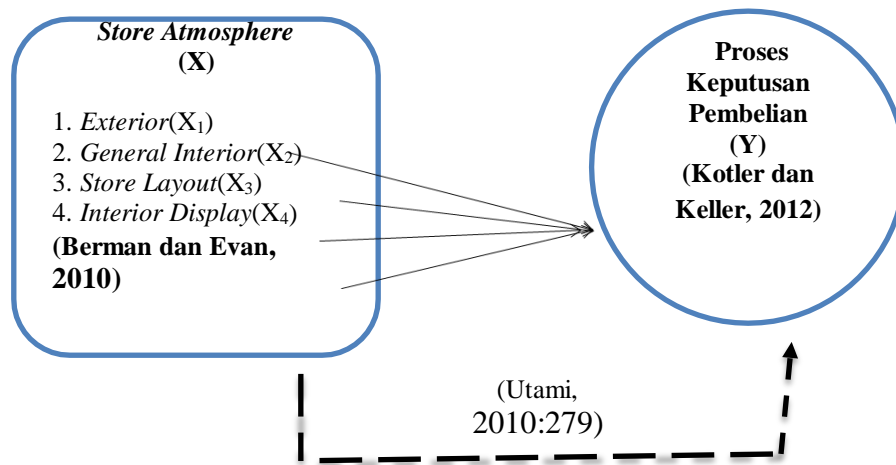 Store Atmosphere
(X)
1. Exterior(X₁)
2. General Interior(X₂)
3. Store Layout(X₃)
4. Interior Display(X₄)
(Berman dan Evan,
2010)
Proses
Keputusan
Pembelian
(Y)
(Kotler dan
Keller, 2012)
(Utami,
2010:279)